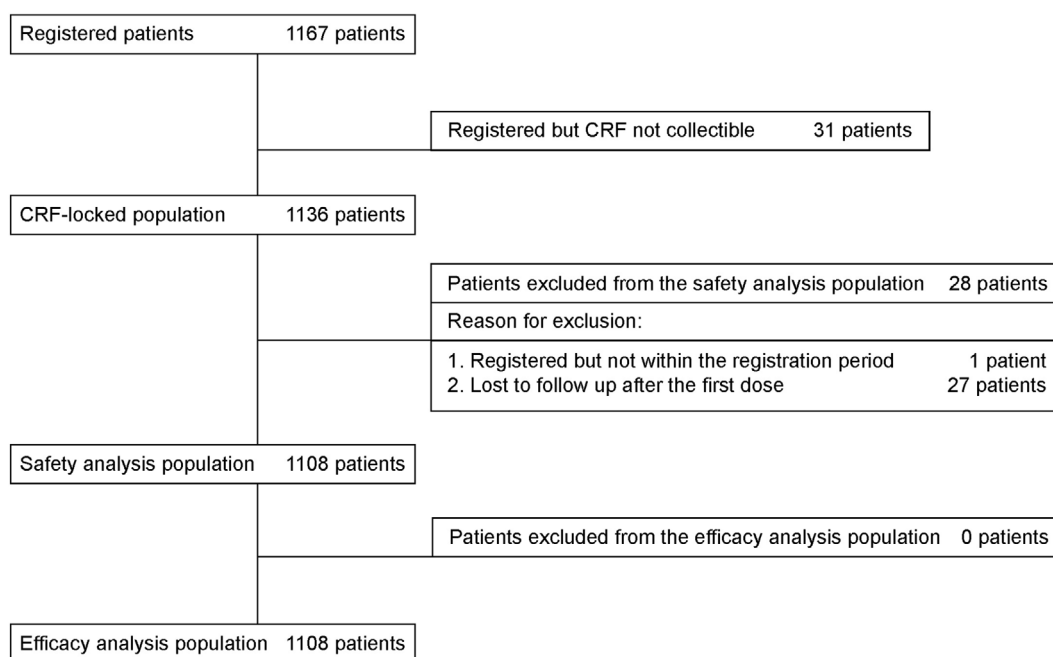 Registered patients 1167 patients
Registered but CRF not collectible 31 patients
CRF-locked population 1136 patients
Patients excluded from the safety analysis population 28 patients
Reason for exclusion:
1. Registered but not within the registration period 1 patient
2. Lost to follow up after the first dose 27 patients
Safety analysis population 1108 patients
Patients excluded from the efficacy analysis population 0 patients
Efficacy analysis population 1108 patients